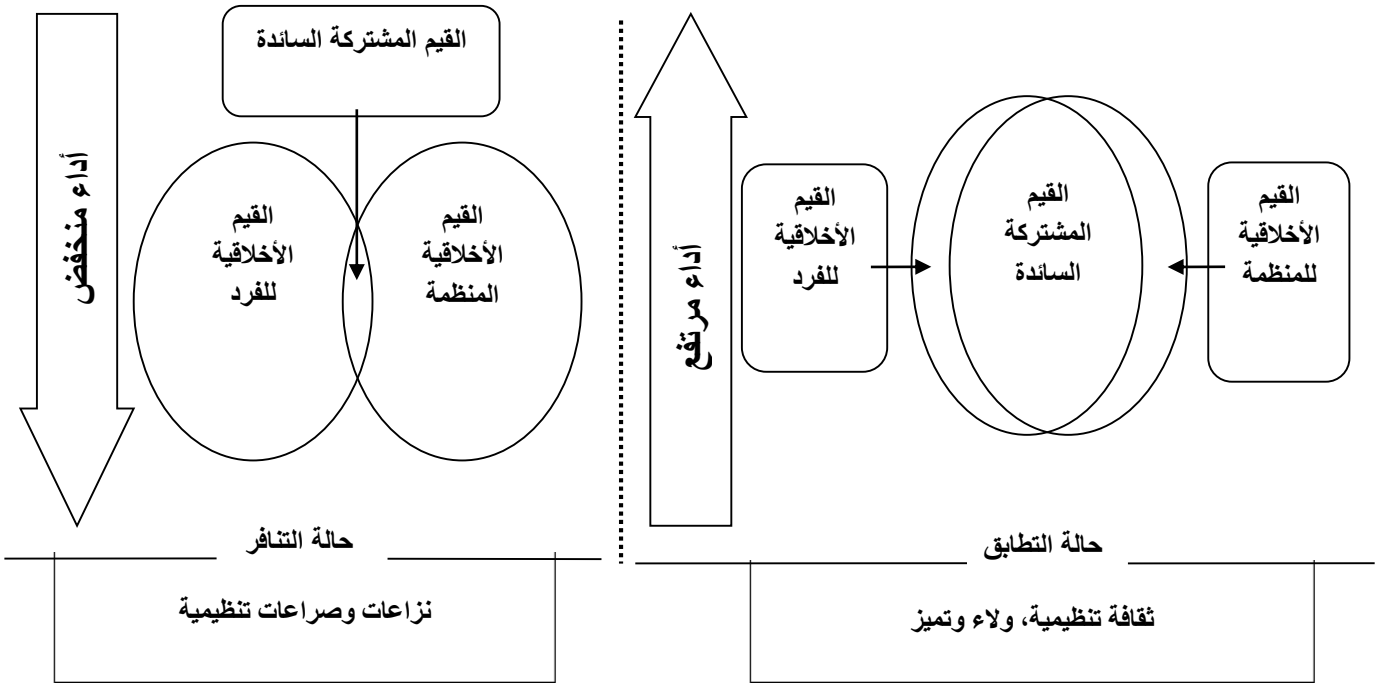 القيم المشتركة السائدة
أداء منخفض
القيم
الأخلاقية
للفرد
القيم
الأخلاقية
المنظمة
حالة التنافر
نزاعات وصراعات تنظيمية
أداء مرتفع
القيم
الأخلاقية
للفرد
القيم
المشتركة
السائدة
القيم
الأخلاقية
للمنظمة
حالة التطابق
ثقافة تنظيمية، ولاء وتميز